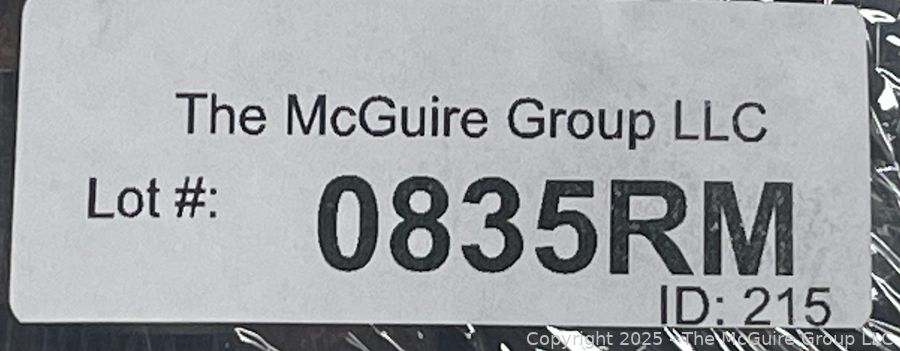 The McGuire Group LLC
Lot #: 0835RM
ID: 215
Copyright 2025 - The McGuire Group LLC